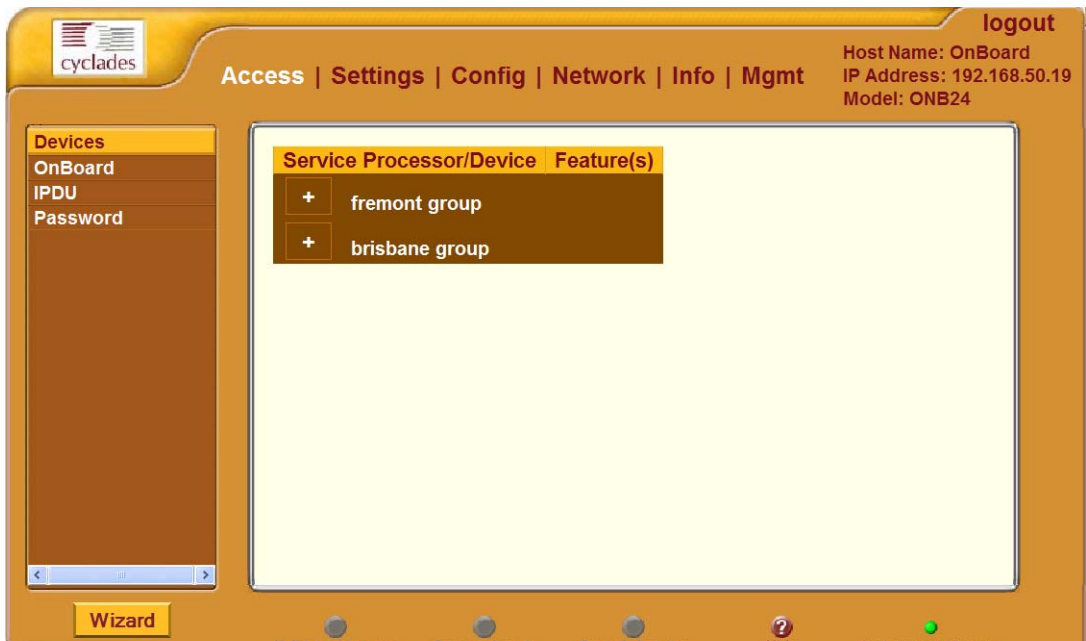 cyclades
logout
Access | Settings | Config | Network | Info | Mgmt
Host Name: OnBoard
IP Address: 192.168.50.19
Model: ONB24
Devices
OnBoard
IPDU
Password
Service Processor/Device Feature(s)
+ fremont group
+ brisbane group
Wizard
?